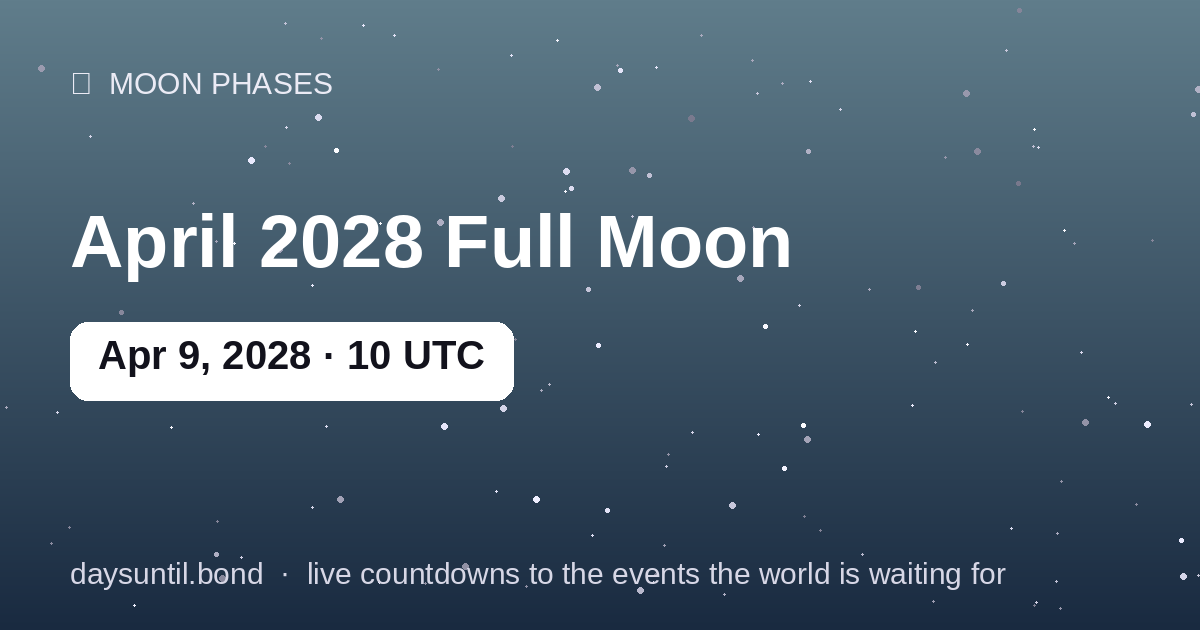 MOON PHASES
April 2028 Full Moon
Apr 9, 2028 · 10 UTC
daysuntil.bond · live countdowns to the events the world is waiting for